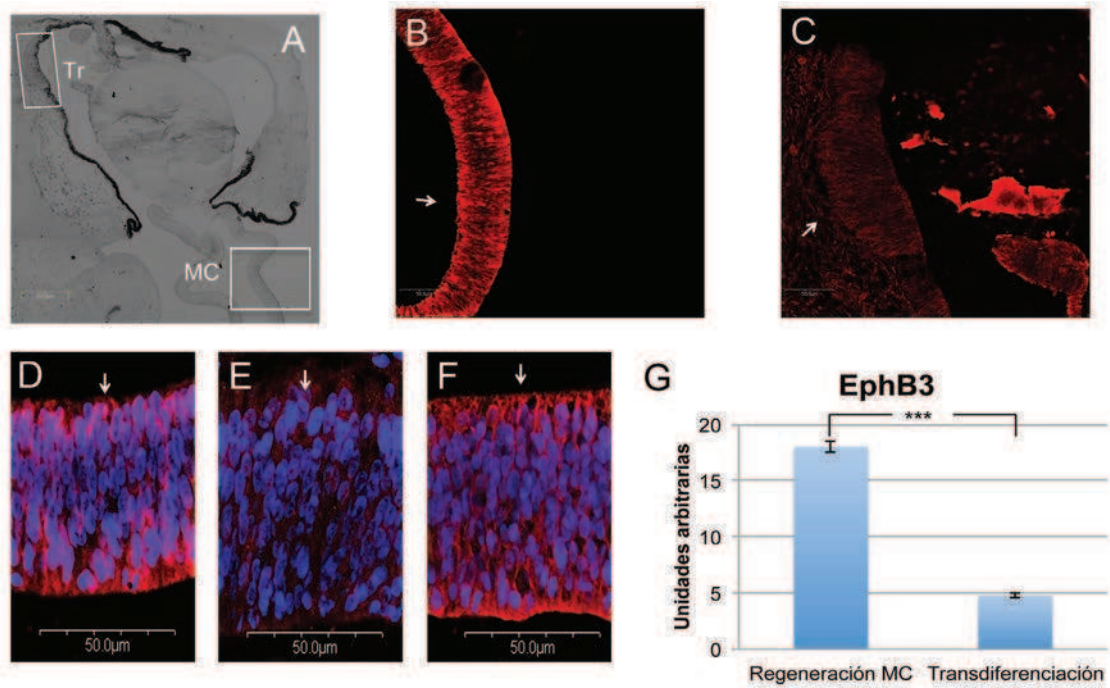 A
Tr
MC
B
C
D
50.0µm
E
50.0µm
F
50.0µm
G
EphB3
***
Unidades arbitrarias
20
15
10
5
0
Regeneración MC
Transdiferenciación